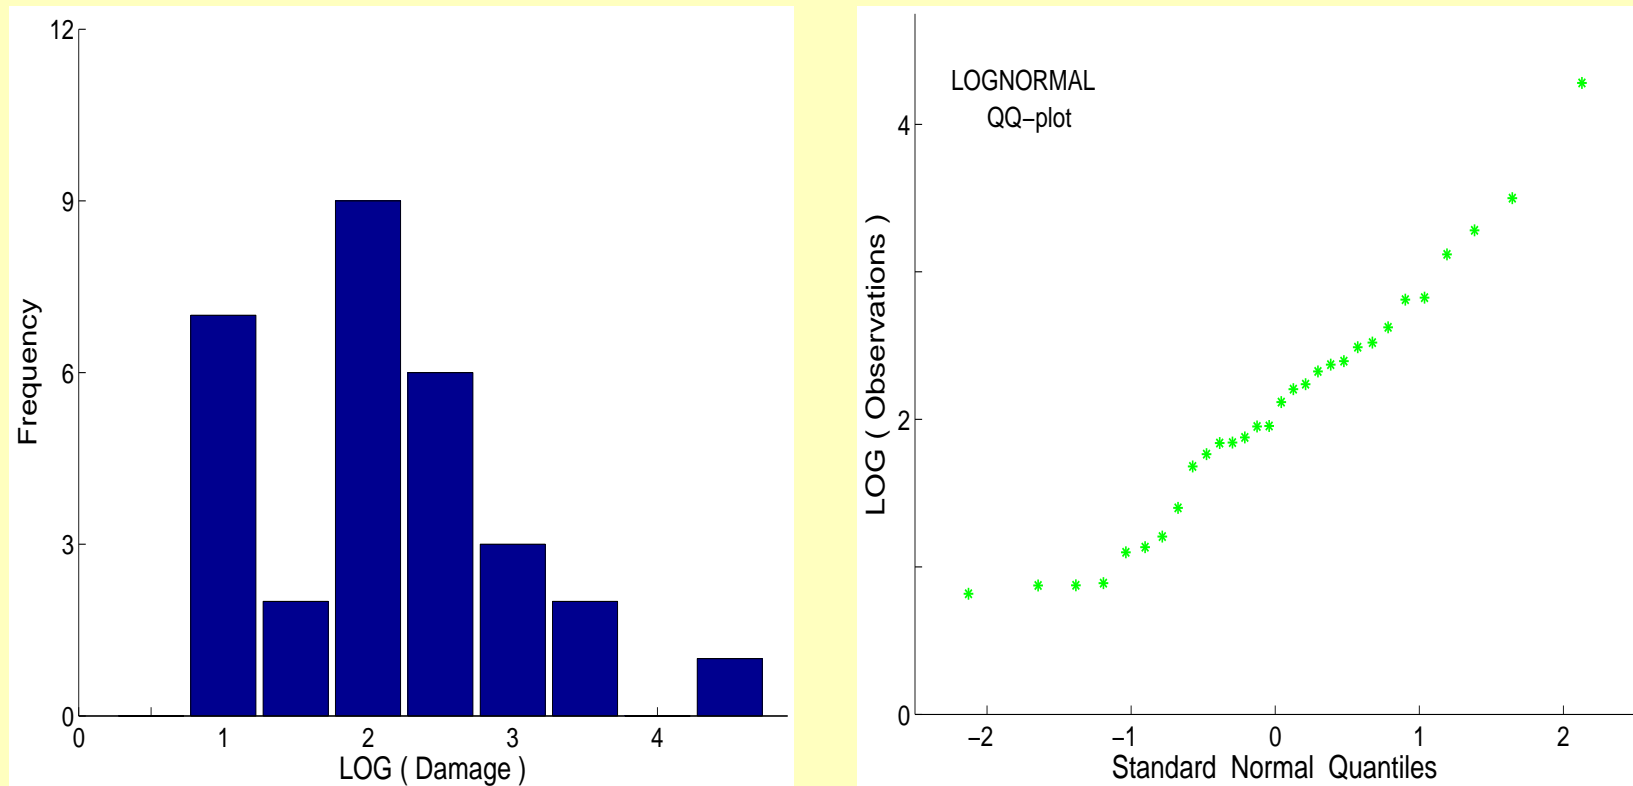 12
9
6
3
0
Frequency
0 1 2 3 4
LOG ( Damage )
LOGNORMAL
QQ−plot
4
2
0
LOG ( Observations )
−2 −1 0 1 2
Standard Normal Quantiles